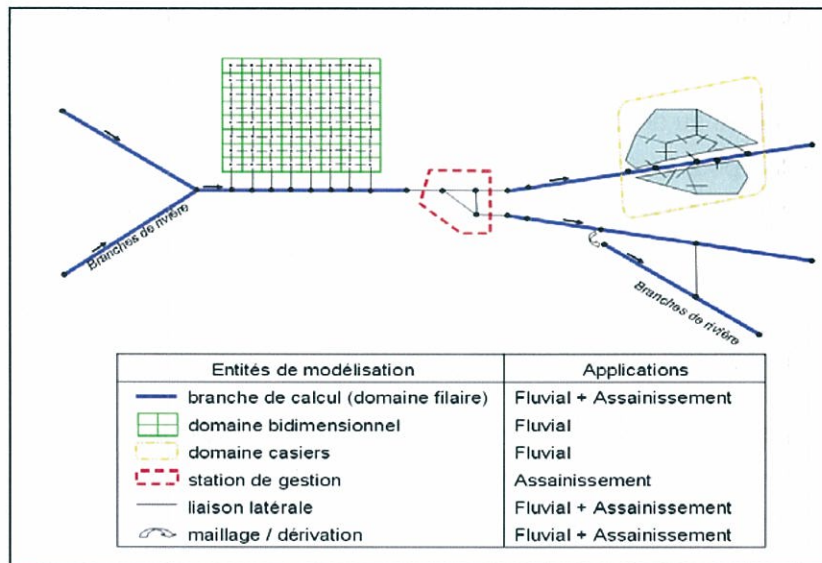 Branches de rivière
Branches de rivière
Entités de modélisation Applications
branche de calcul (domaine filaire) Fluvial + Assainissement
domaine bidimensionnel Fluvial
domaine casiers Fluvial
station de gestion Assainissement
liaison latérale Fluvial + Assainissement
maillage / dérivation Fluvial + Assainissement